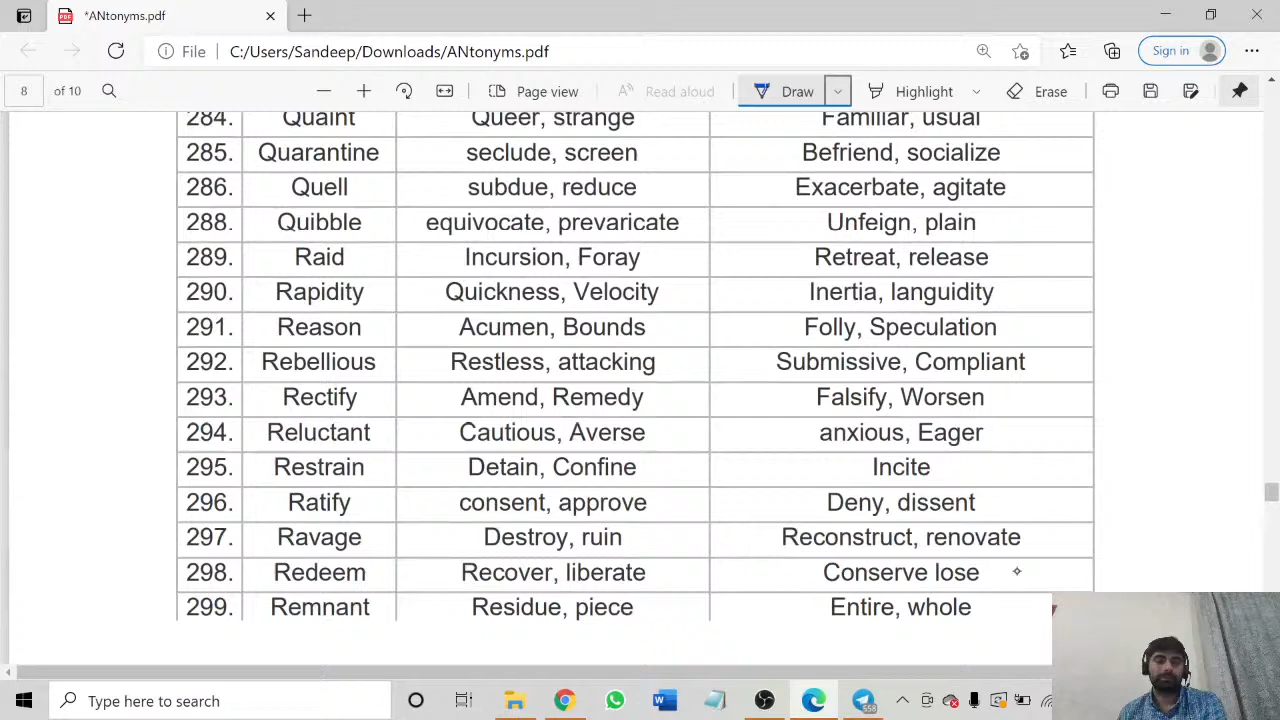 *ANtonyms.pdf
File C:/Users/Sandeep/Downloads/ANtonyms.pdf Sign in
8 of 10 Page view Read aloud Draw Highlight Erase
284. Quaint Queer, strange Familiar, usual
285. Quarantine seclude, screen Befriend, socialize
286. Quell subdue, reduce Exacerbate, agitate
288. Quibble equivocate, prevaricate Unfeign, plain
289. Raid Incursion, Foray Retreat, release
290. Rapidity Quickness, Velocity Inertia, languidity
291. Reason Acumen, Bounds Folly, Speculation
292. Rebellious Restless, attacking Submissive, Compliant
293. Rectify Amend, Remedy Falsify, Worsen
294. Reluctant Cautious, Averse anxious, Eager
295. Restrain Detain, Confine Incite
296. Ratify consent, approve Deny, dissent
297. Ravage Destroy, ruin Reconstruct, renovate
298. Redeem Recover, liberate Conserve lose
299. Remnant Residue, piece Entire, whole
Type here to search 558